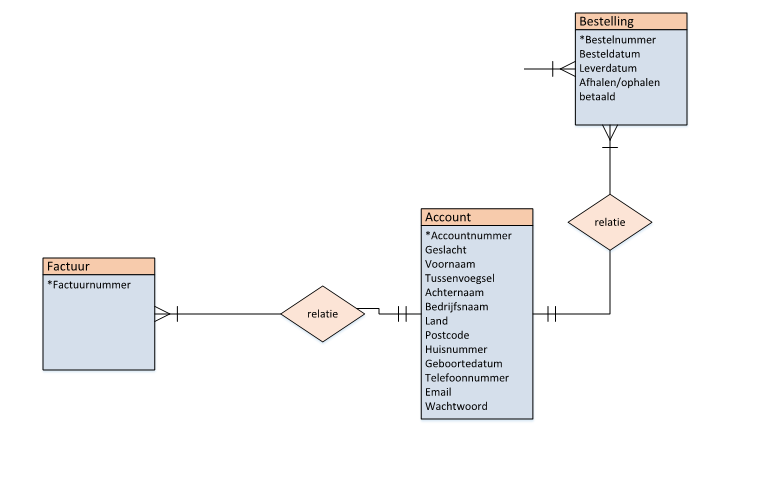 Bestelling
*Bestelnummer
Besteldatum
Leverdatum
Afhalen/ophalen
betaald
relatie
Account
*Accountnummer
Geslacht
Voornaam
Tussenvoegsel
Achternaam
Bedrijfsnaam
Land
Postcode
Huisnummer
Geboortedatum
Telefoonnummer
Email
Wachtwoord
Factuur
*Factuurnummer
relatie